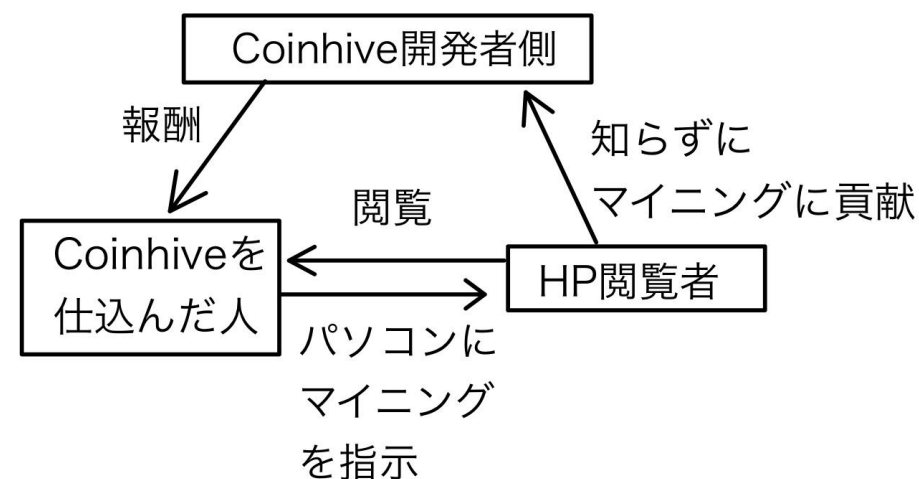 Coinhive開発者側
報酬
知らずに
マイニングに貢献
閲覧
Coinhiveを
仕込んだ人
HP閲覧者
パソコンに
マイニング
を指示